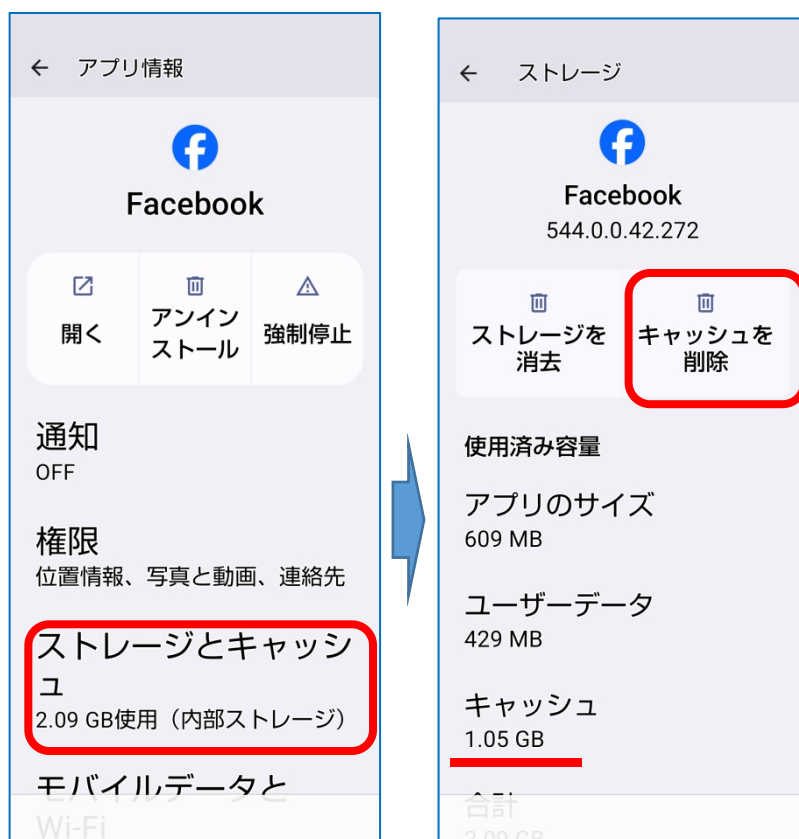 アプリ情報
Facebook
開く
アンイン
ストール
強制停止
通知
OFF
権限
位置情報、写真と動画、連絡先
ストレージとキャッシ
ュ
2.09 GB使用（内部ストレージ）
モバイルデータと
Wi-Fi
ストレージ
Facebook
544.0.0.42.272
ストレージを
消去
キャッシュを
削除
使用済み容量
アプリのサイズ
609 MB
ユーザーデータ
429 MB
キャッシュ
1.05 GB
合計
2.09 GB